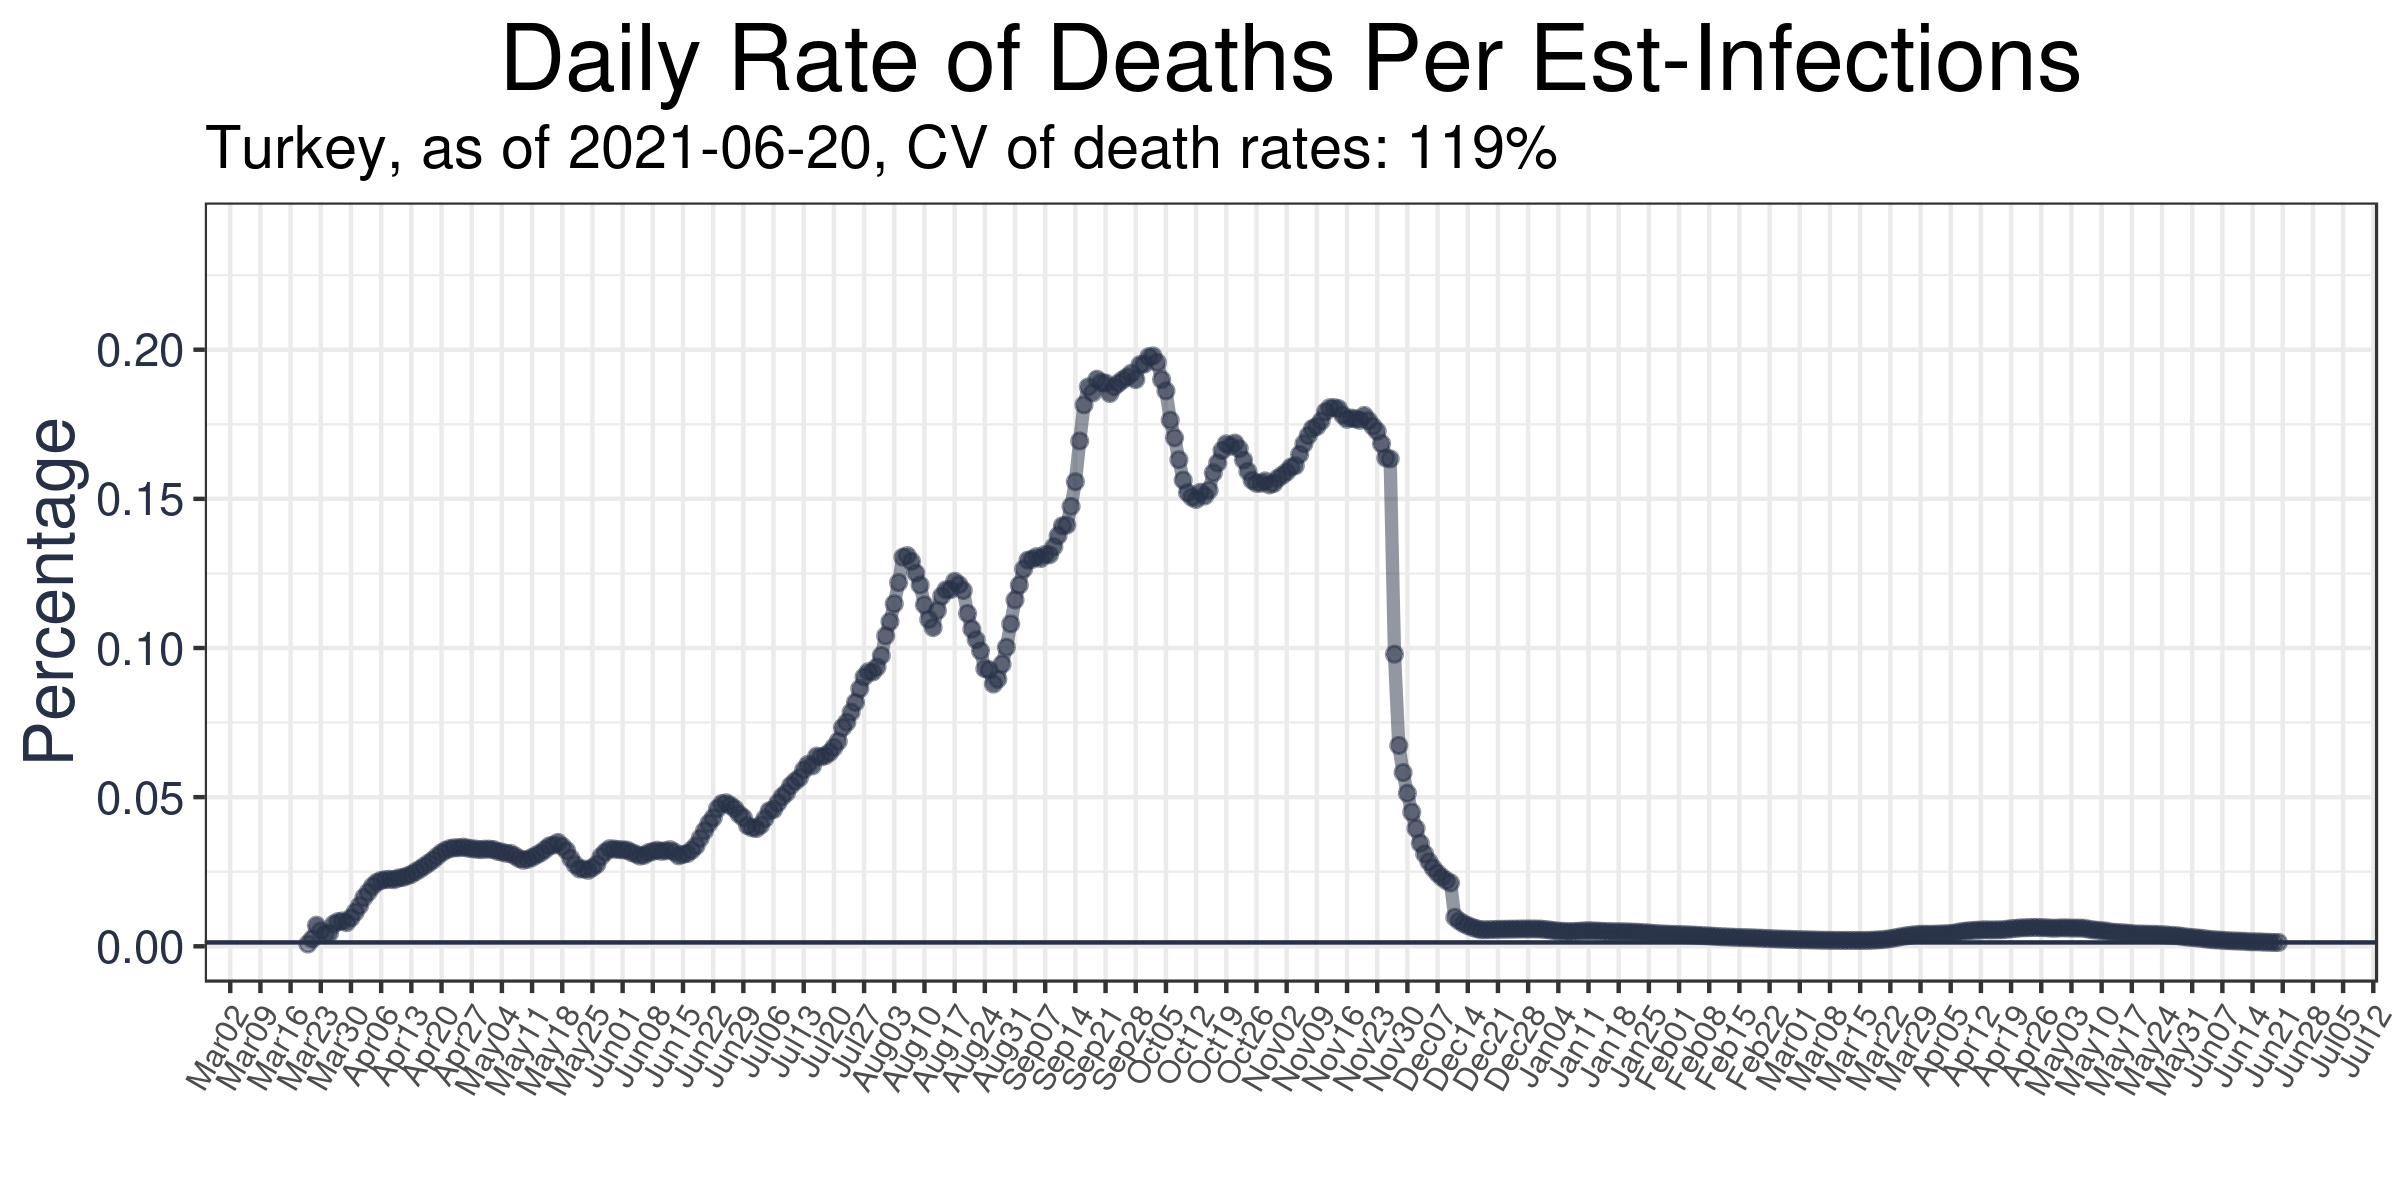 Daily Rate of Deaths Per Est-Infections
Turkey, as of 2021-06-20, CV of death rates: 119%
Percentage
0.20
0.15
0.10
0.05
0.00
Mar02
Mar09
Mar16
Mar23
Mar30
Apr06
Apr13
Apr20
Apr27
May04
May11
May18
May25
Jun01
Jun08
Jun15
Jun22
Jun29
Jul06
Jul13
Jul20
Jul27
Aug03
Aug10
Aug17
Aug24
Aug31
Sep07
Sep14
Sep21
Sep28
Oct05
Oct12
Oct19
Oct26
Nov02
Nov09
Nov16
Nov23
Nov30
Dec07
Dec14
Dec21
Dec28
Jan04
Jan11
Jan18
Jan25
Feb01
Feb08
Feb15
Feb22
Mar01
Mar08
Mar15
Mar22
Mar29
Apr05
Apr12
Apr19
Apr26
May03
May10
May17
May24
May31
Jun07
Jun14
Jun21
Jun28
Jul05
Jul12